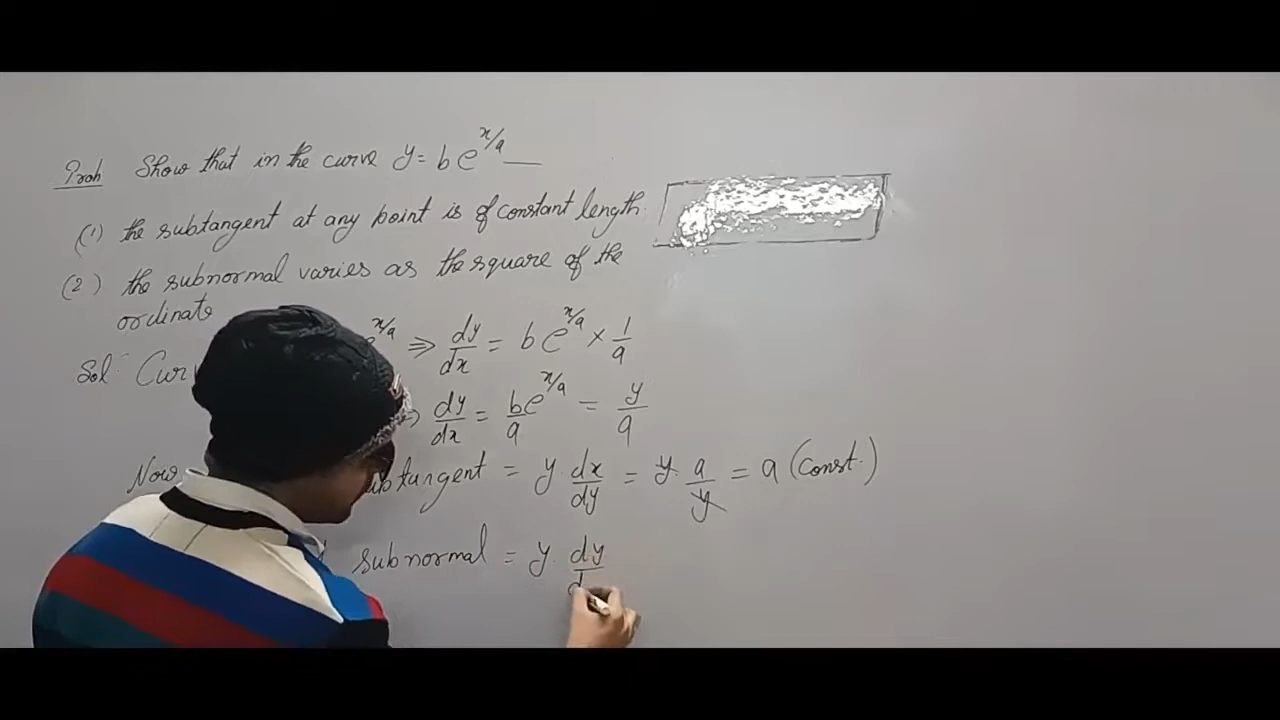 Prob Show that in the curve y = b e^{x/a} —
(1) the subtangent at any point is of constant length.
(2) the subnormal varies as the square of the
ordinate
Sol: Cur e^{x/a} ⇒ dy/dx = b e^{x/a} × 1/a
⇒ dy/dx = b e^{x/a} / a = y/a
Now subtangent = y. dx/dy = y. a/y = a (Const.)
subnormal = y. dy/d